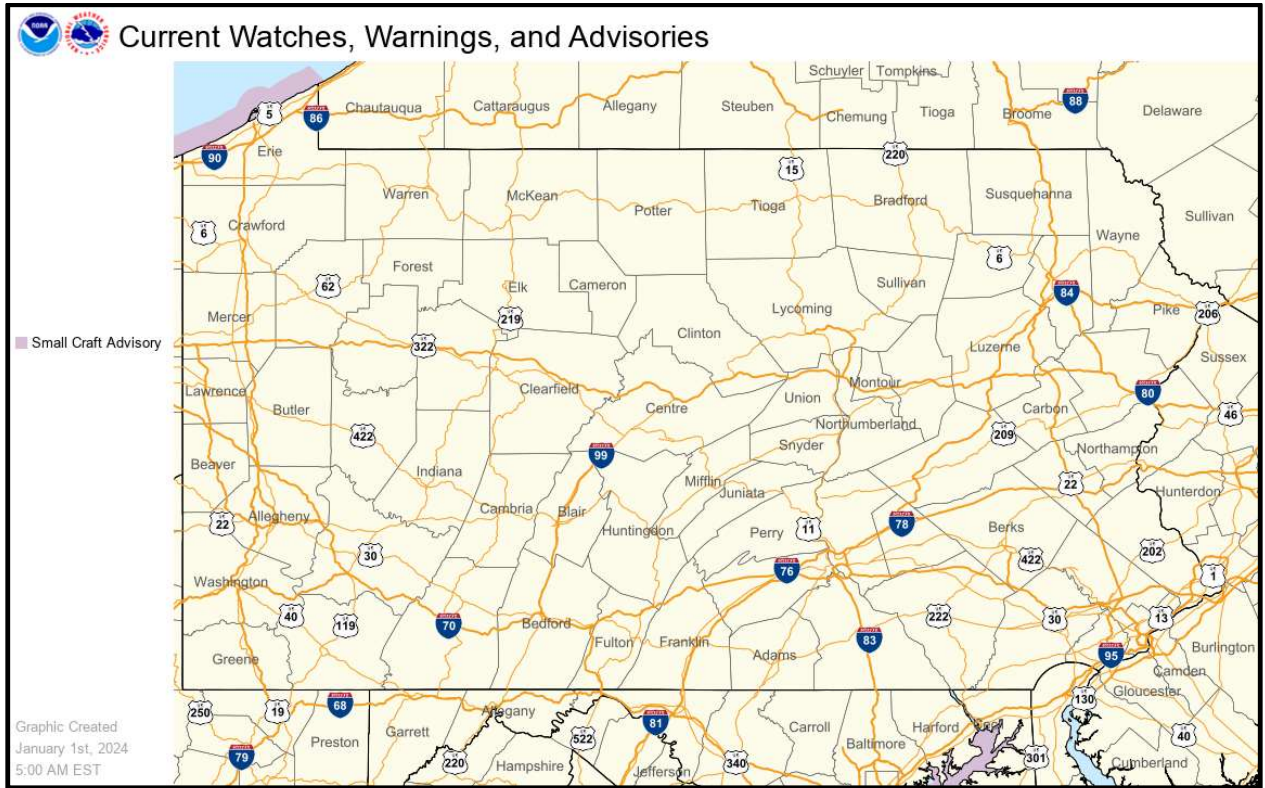 NOAA
Current Watches, Warnings, and Advisories
Schuyler Tompkins
Chautauqua Cattaraugus Allegany Steuben Chemung Tioga Broome 88 Delaware
5 86
90 Erie
220
15
Warren McKean Potter Tioga Bradford Susquehanna
Crawford Sullivan
6 Wayne
Forest 6
62 Elk Cameron Sullivan
84
Mercer 219 Lycoming Pike 206
Clinton
Small Craft Advisory
322 Luzerne Sussex
Lawrence Clearfield Montour 80
Butler Centre Union Carbon 46
422 Northumberland 209
99 Snyder Northampton
Beaver Indiana Mifflin 22
Juniata Hunterdon
Allegheny Cambria Blair
22 Huntingdon Perry 11 78 Berks
30 422 202
76 1
Washington
40 119 70 Bedford 222 30 13
Fulton Franklin 83
Greene Adams 95 Burlington
Camden
Gloucester
250 19 68 Allegany 130
Graphic Created
January 1st, 2024
5:00 AM EST
Preston Garrett 522 81 Carroll Harford Cecil 40
79 220 Hampshire Jefferson 340 Baltimore 301 Cumberland